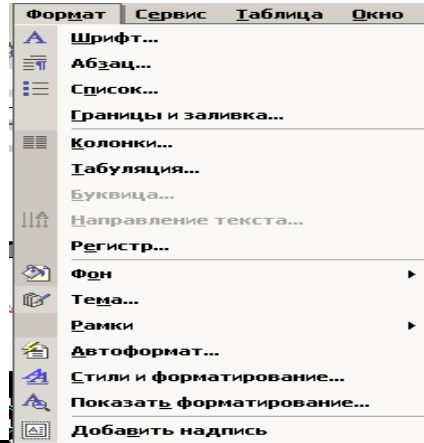 Формат Сервис Таблица Окно
Шрифт...
Абзац...
Список...
Границы и заливка...
Колонки...
Табуляция...
Буквица...
Направление текста...
Регистр...
Фон
Тема...
Рамки
Автоформат...
Стили и форматирование...
Показать форматирование...
Добавить надпись